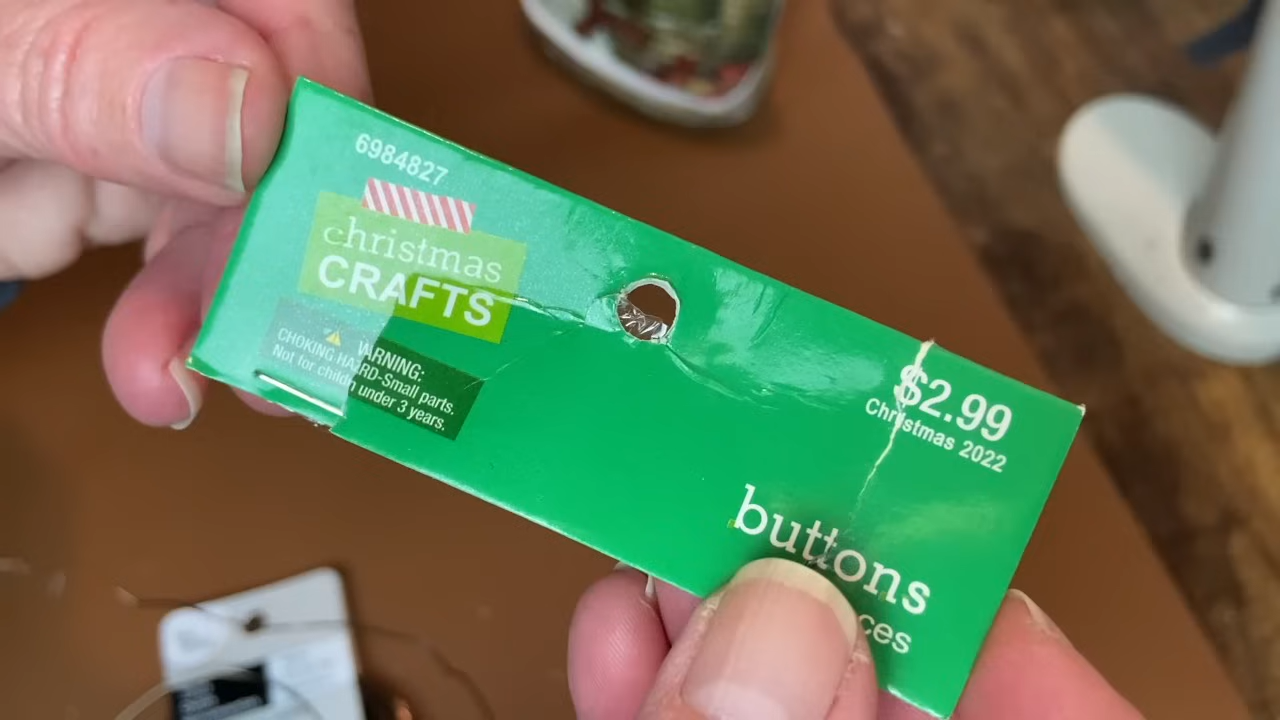 6984827
christmas
CRAFTS
WARNING:
CHOKING HAZARD-Small parts.
Not for children under 3 years.
$2.99
Christmas 2022
buttons
ces